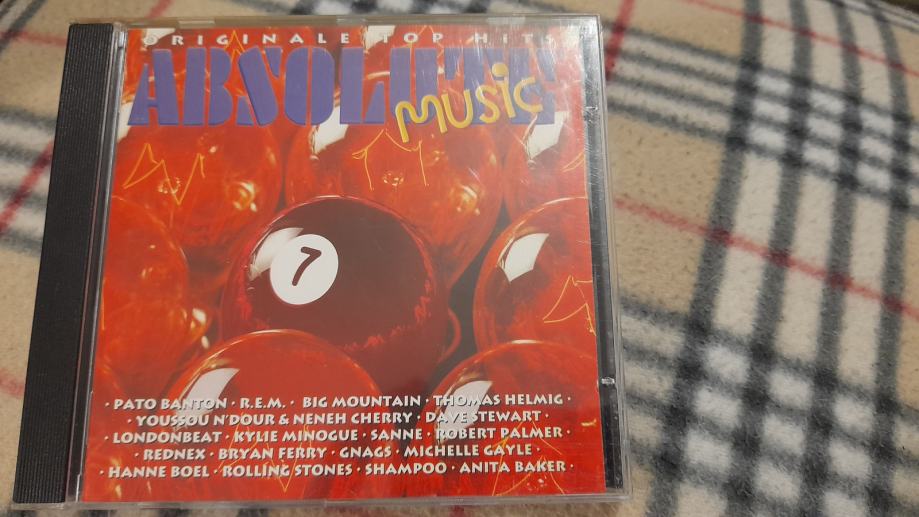 ORIGINALE TOP HITS
ABSOLUTE
MUSIC
7
· PATO BANTON · R.E.M. · BIG MOUNTAIN · THOMAS HELMIG ·
· YOUSSOU N'DOUR & NENEH CHERRY · DAVE STEWART ·
· LONDONBEAT · KYLIE MINOGUE · SANNE · ROBERT PALMER ·
· REDNEX · BRYAN FERRY · GNAGS · MICHELLE GAYLE ·
· HANNE BOEL · ROLLING STONES · SHAMPOO · ANITA BAKER ·